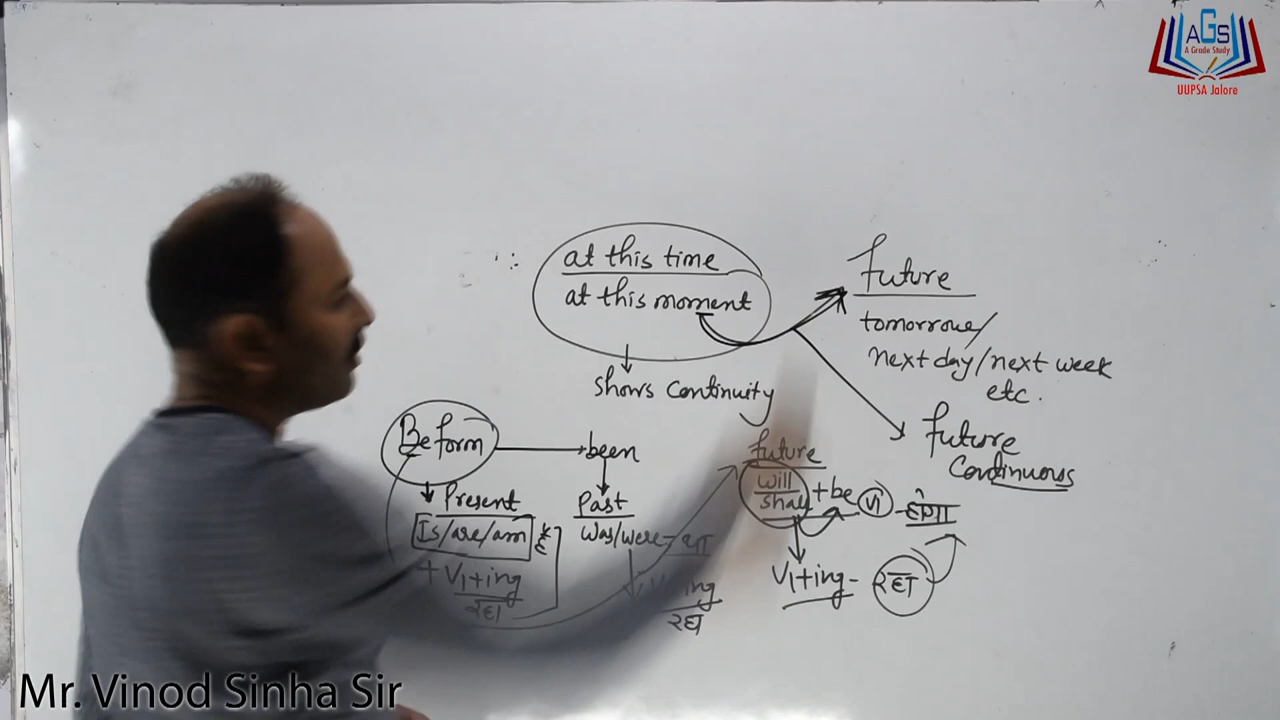 AGS
A Grade Study
UUPSA Jalore
at this time
at this moment
shows Continuity
future
tomorrow/
next day/next week
etc.
future
Continuous
Be form
been
Present
Is/are/am
है
+ V1+ing
रहा
Past
was/were - था
ing
रहा
future
will
shall
+be
V1
- होगा
V1+ing - रहा
Mr. Vinod Sinha Sir